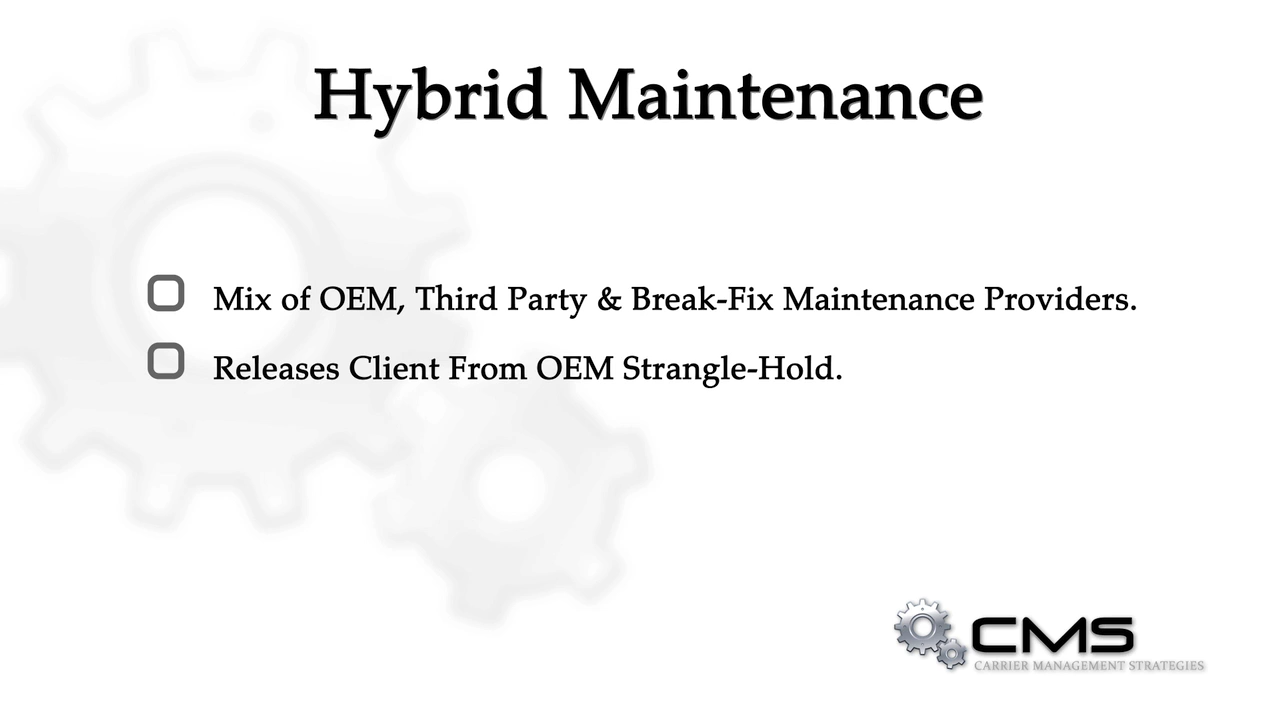 Hybrid Maintenance
Mix of OEM, Third Party & Break-Fix Maintenance Providers.
Releases Client From OEM Strangle-Hold.
CMS
CARRIER MANAGEMENT STRATEGIES